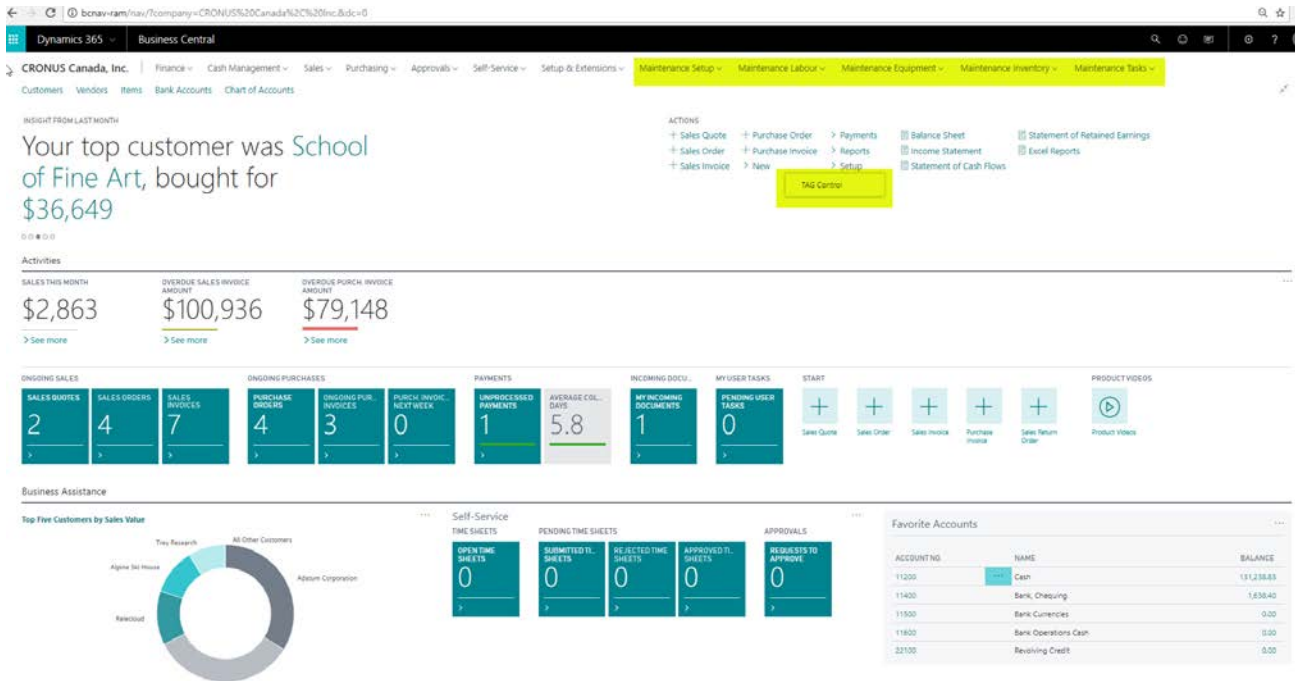 bcnav-ram/nav/?company=CRONUS%20Canada%2C%20Inc.&dc=0
Dynamics 365 Business Central ?
CRONUS Canada, Inc. Finance Cash Management Sales Purchasing Approvals Self-Service Setup & Extensions Maintenance Setup Maintenance Labour Maintenance Equipment Maintenance Inventory Maintenance Tasks
Customers Vendors Items Bank Accounts Chart of Accounts
INSIGHT FROM LAST MONTH
Your top customer was School
of Fine Art, bought for
$36,649
ACTIONS
+ Sales Quote + Purchase Order > Payments Balance Sheet Statement of Retained Earnings
+ Sales Order + Purchase Invoice > Reports Income Statement Excel Reports
+ Sales Invoice > New > Setup Statement of Cash Flows
TAG Control
Activities
SALES THIS MONTH OVERDUE SALES INVOICE AMOUNT OVERDUE PURCH. INVOICE AMOUNT
$2,863 $100,936 $79,148
> See more > See more > See more
ONGOING SALES ONGOING PURCHASES PAYMENTS INCOMING DOCU... MY USER TASKS START PRODUCT VIDEOS
SALES QUOTES SALES ORDERS SALES INVOICES PURCHASE ORDERS ONGOING PUR... INVOICES PURCH. INVOIC... NEXT WEEK UNPROCESSED PAYMENTS AVERAGE COL... DAYS MY INCOMING DOCUMENTS PENDING USER TASKS
2 4 7 4 3 0 1 5.8 1 0
Sales Quote Sales Order Sales Invoice Purchase Invoice Sales Return Order Product Videos
Business Assistance
Top Five Customers by Sales Value
Trey Research All Other Customers
Alpine Ski House
Adatum Corporation
Relecloud
Self-Service
TIME SHEETS PENDING TIME SHEETS APPROVALS
OPEN TIME SHEETS SUBMITTED TI... SHEETS REJECTED TIME SHEETS APPROVED TI... SHEETS REQUESTS TO APPROVE
0 0 0 0 0
Favorite Accounts
ACCOUNT NO. NAME BALANCE
11200 Cash 131,238.83
11400 Bank, Chequing 1,638.40
11500 Bank Currencies 0.00
11600 Bank Operations Cash 0.00
22100 Revolving Credit 0.00